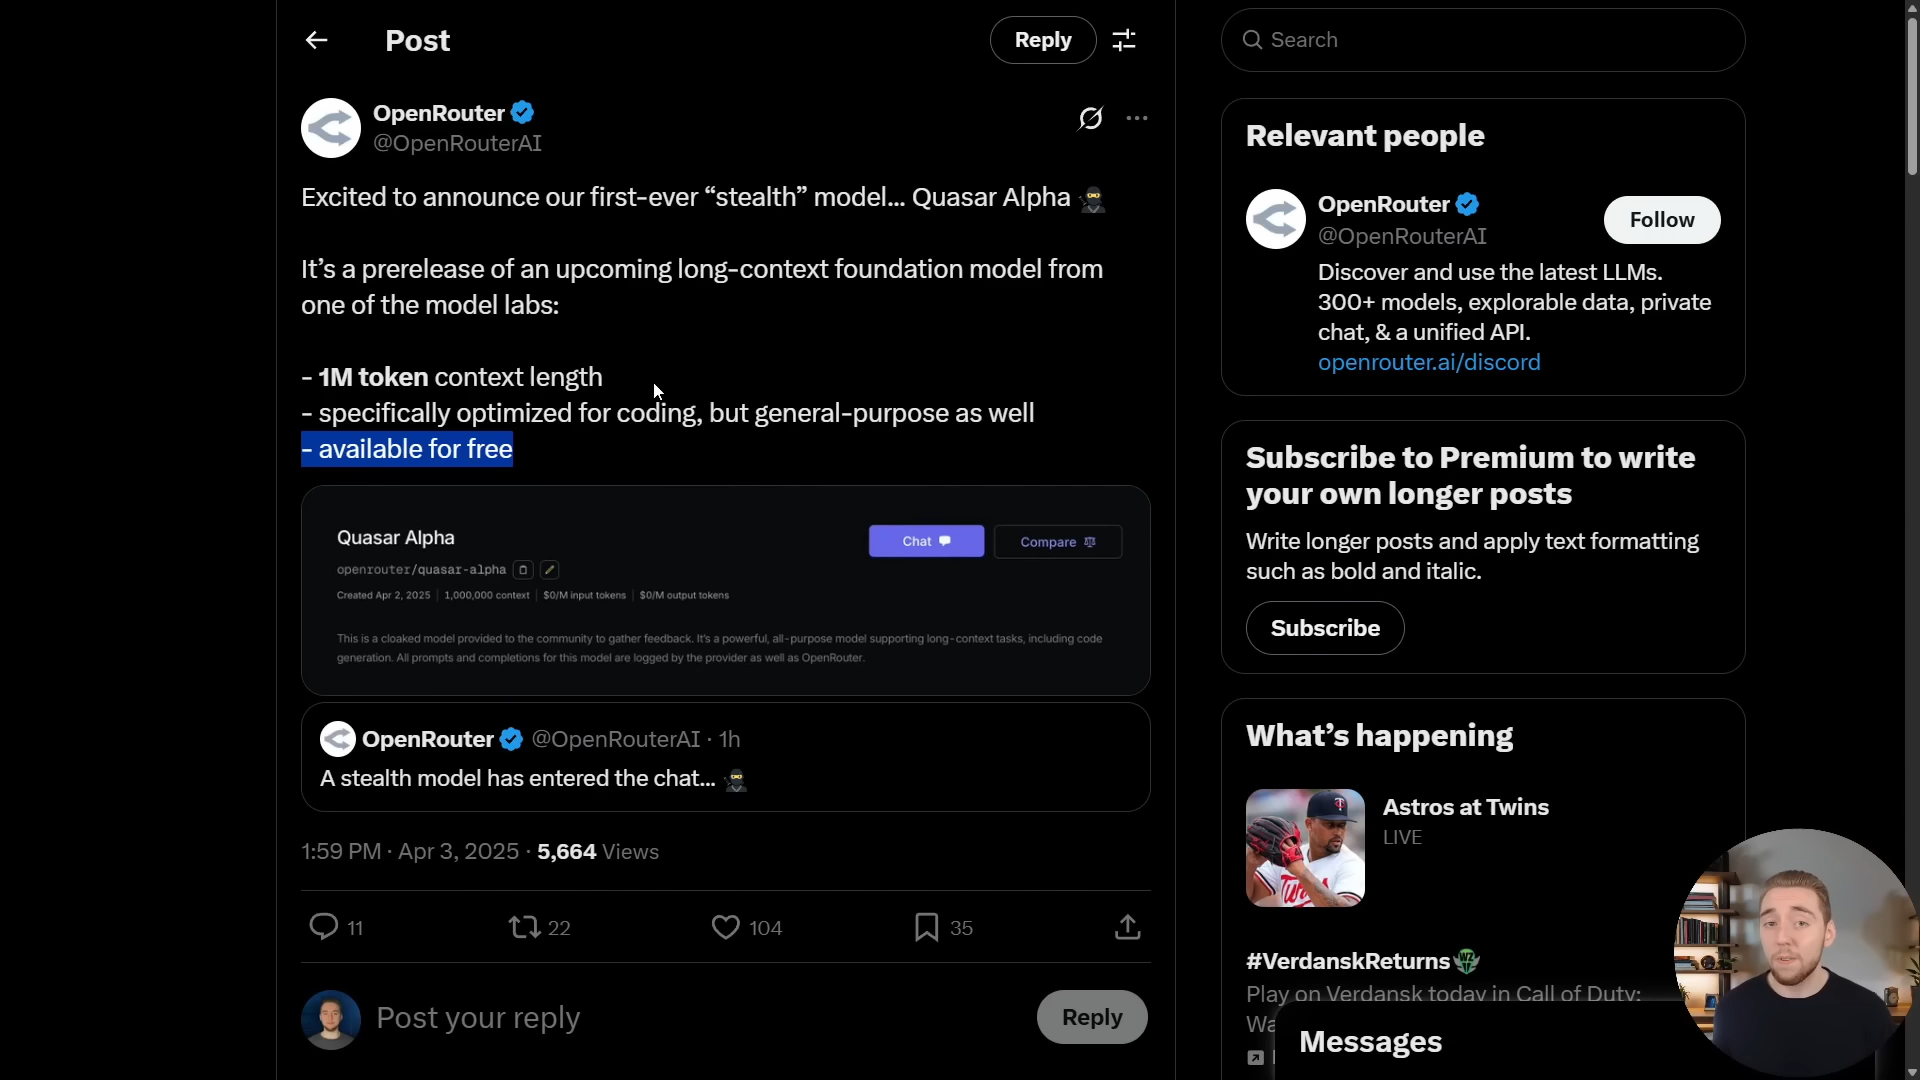 Post
Reply
OpenRouter
@OpenRouterAI
Excited to announce our first-ever “stealth” model... Quasar Alpha 🥷
It’s a prerelease of an upcoming long-context foundation model from
one of the model labs:
- 1M token context length
- specifically optimized for coding, but general-purpose as well
- available for free
Quasar Alpha
Chat
Compare
openrouter/quasar-alpha
Created Apr 2, 2025 | 1,000,000 context | $0/M input tokens | $0/M output tokens
This is a cloaked model provided to the community to gather feedback. It's a powerful, all-purpose model supporting long-context tasks, including code
generation. All prompts and completions for this model are logged by the provider as well as OpenRouter.
OpenRouter @OpenRouterAI · 1h
A stealth model has entered the chat... 🥷
1:59 PM · Apr 3, 2025 · 5,664 Views
11
22
104
35
Post your reply
Reply
Search
Relevant people
OpenRouter
@OpenRouterAI
Follow
Discover and use the latest LLMs.
300+ models, explorable data, private
chat, & a unified API.
openrouter.ai/discord
Subscribe to Premium to write
your own longer posts
Write longer posts and apply text formatting
such as bold and italic.
Subscribe
What’s happening
Astros at Twins
LIVE
#VerdanskReturns
Play on Verdansk today in Call of Duty:
Messages